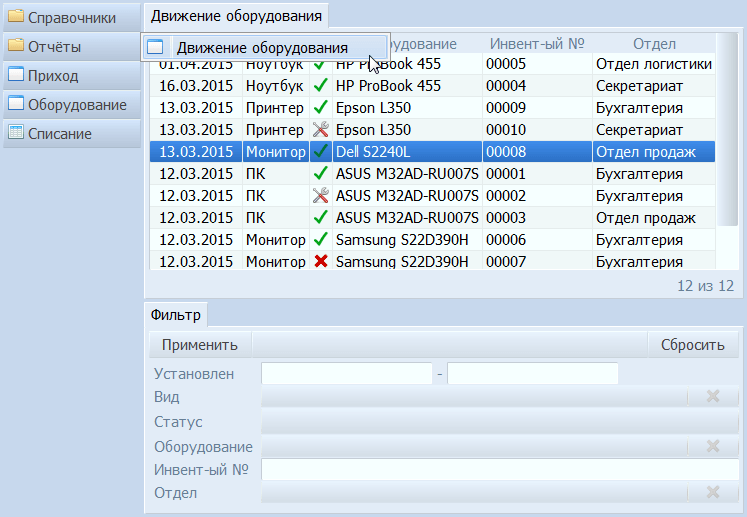 Справочники
Отчёты
Приход
Оборудование
Списание
Движение оборудования
Движение оборудования
Инвент-ый № Отдел
01.04.2015 Ноутбук HP ProBook 455 00005 Отдел логистики
16.03.2015 Ноутбук HP ProBook 455 00004 Секретариат
13.03.2015 Принтер Epson L350 00009 Бухгалтерия
13.03.2015 Принтер Epson L350 00010 Секретариат
13.03.2015 Монитор Dell S2240L 00008 Отдел продаж
12.03.2015 ПК ASUS M32AD-RU007S 00001 Бухгалтерия
12.03.2015 ПК ASUS M32AD-RU007S 00002 Бухгалтерия
12.03.2015 ПК ASUS M32AD-RU007S 00003 Отдел продаж
12.03.2015 Монитор Samsung S22D390H 00006 Бухгалтерия
12.03.2015 Монитор Samsung S22D390H 00007 Бухгалтерия
12 из 12
Фильтр
Применить Сбросить
Установлен -
Вид
Статус
Оборудование
Инвент-ый №
Отдел